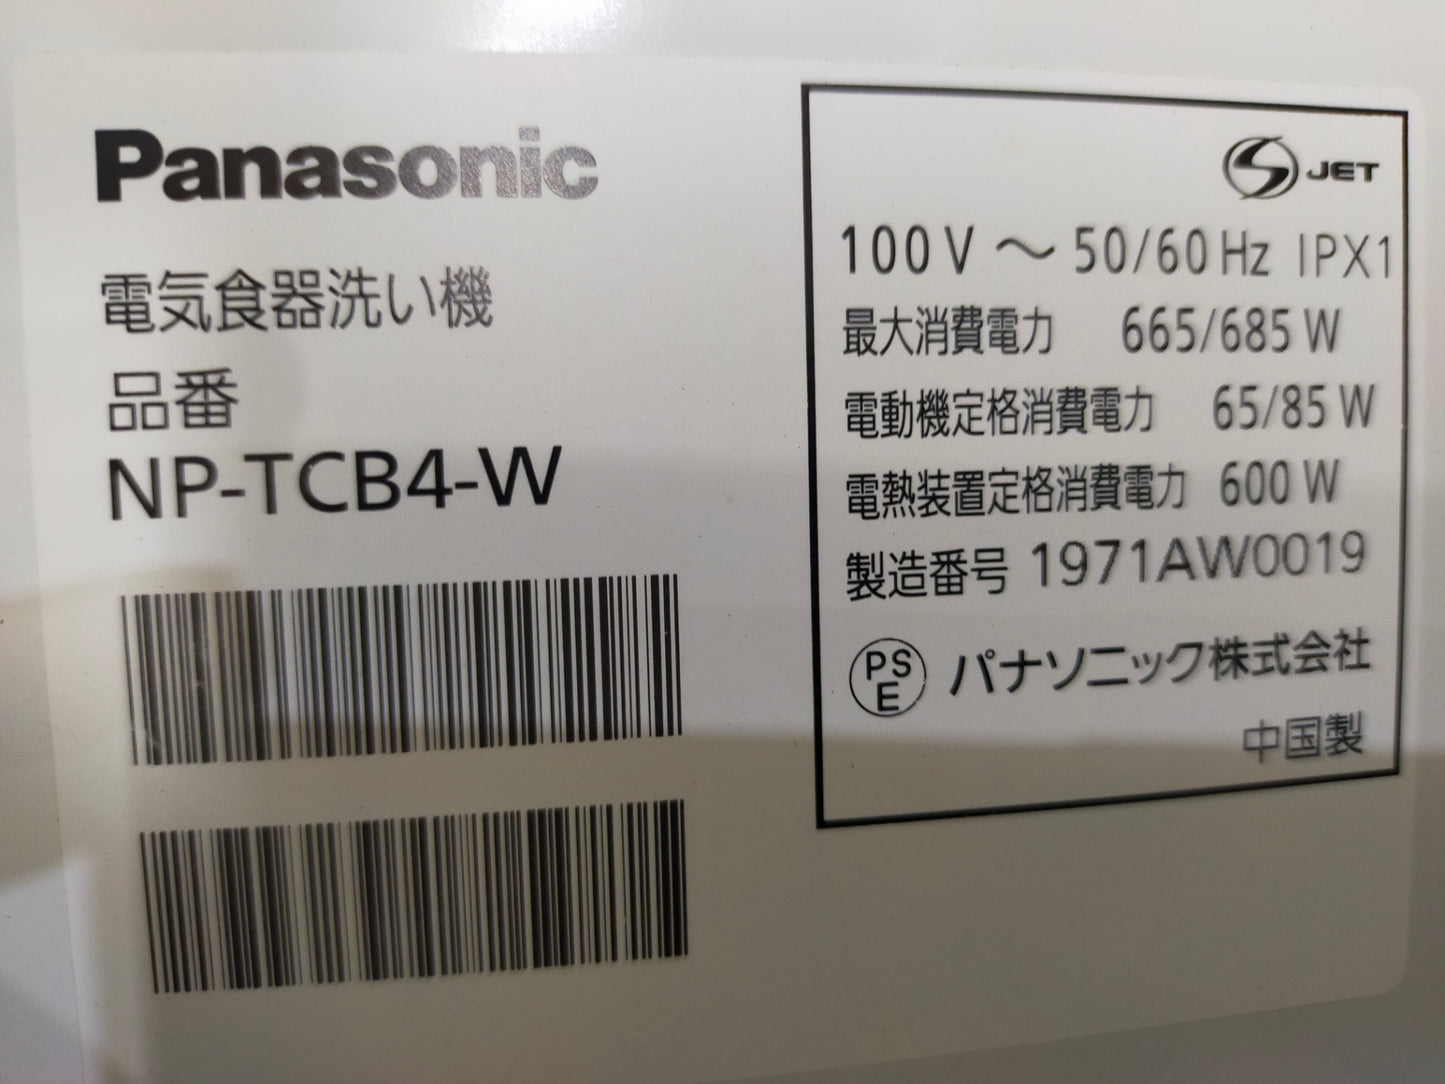 Panasonic
電気食器洗い機
品番
NP-TCB4-W
S JET
100V～50/60Hz IPX1
最大消費電力 665/685W
電動機定格消費電力 65/85W
電熱装置定格消費電力 600W
製造番号 1971AW0019
PSE パナソニック株式会社
中国製